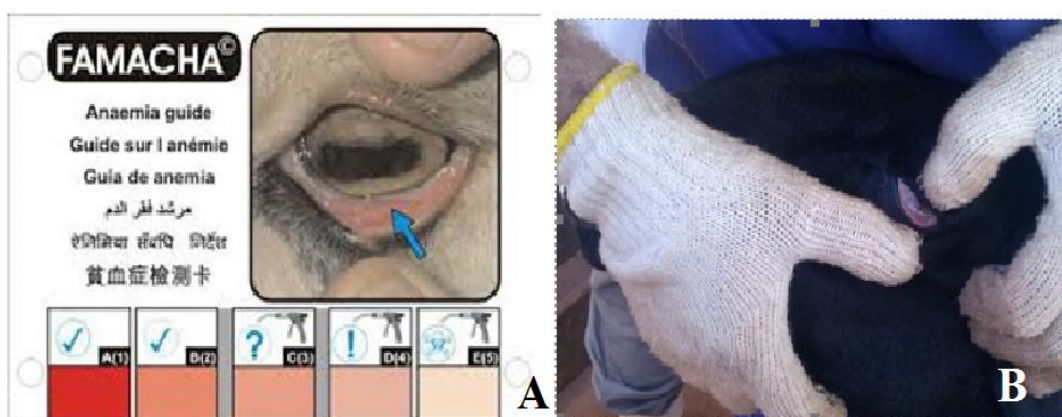 FAMACHA©
Anaemia guide
Guide sur l anémie
Guia de anemia
مرشد فقر الدم
貧血症檢測卡
? !
A(1) B(2) C(3) D(4) E(5)
A
B